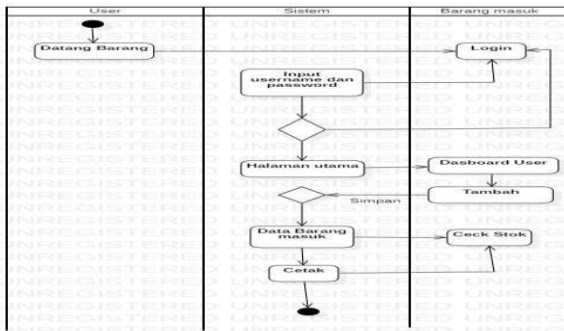 User
Sistem
Barang masuk
Datang Barang
Login
Input
username dan
password
Halaman utama
Dasboard User
Tambah
Simpan
Data Barang
masuk
Ceck Stok
Cetak